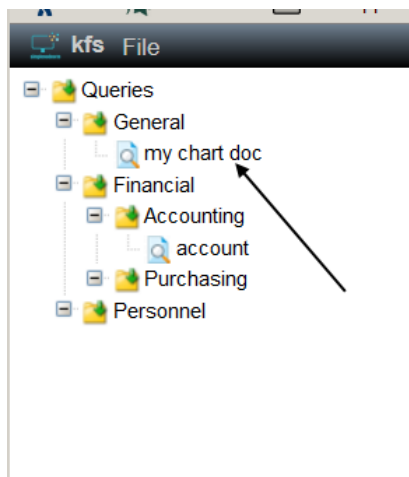 kfs File
Queries
General
my chart doc
Financial
Accounting
account
Purchasing
Personnel